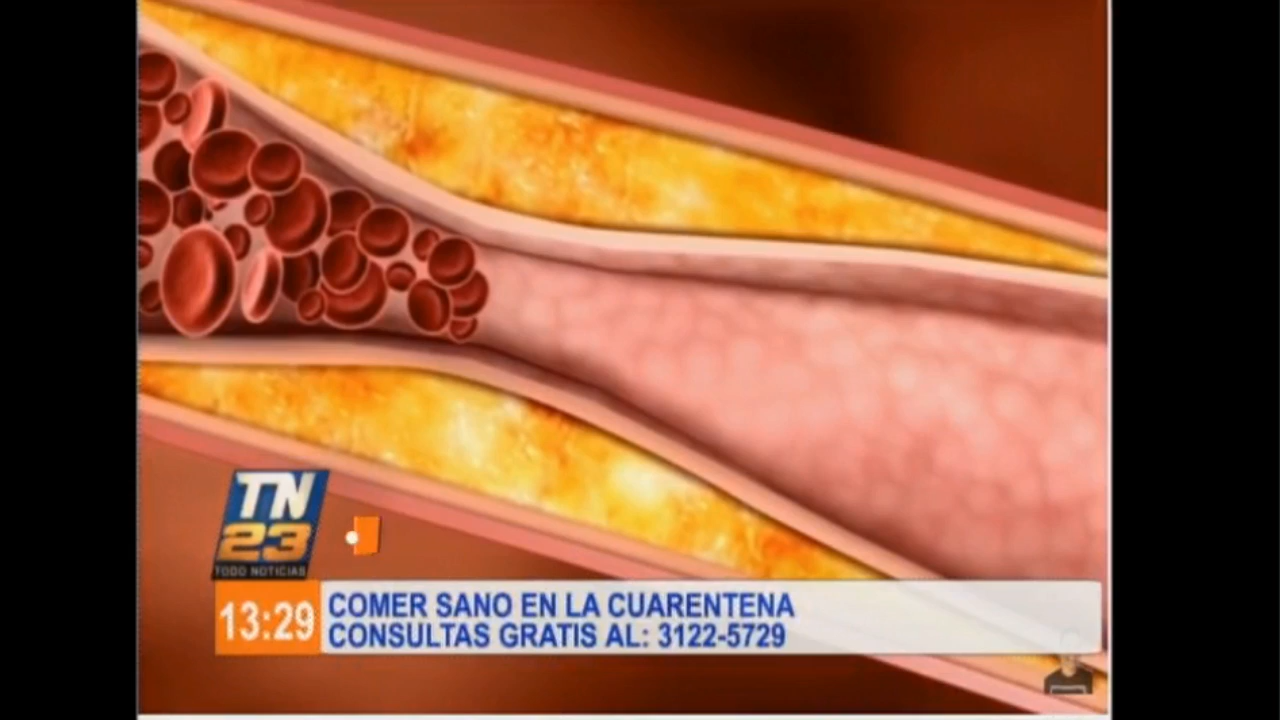 TN
23
TODO NOTICIAS
13:29
COMER SANO EN LA CUARENTENA
CONSULTAS GRATIS AL: 3122-5729